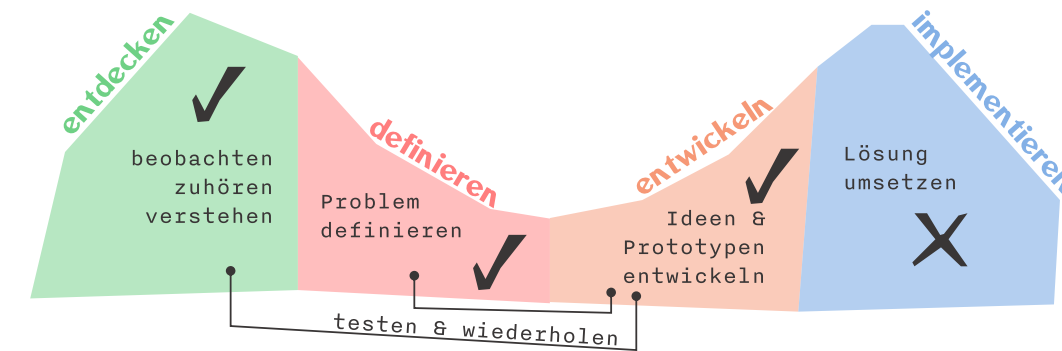 entdecken
beobachten
zuhören
verstehen
definieren
Problem
definieren
entwickeln
Ideen &
Prototypen
entwickeln
implementieren
Lösung
umsetzen
testen & wiederholen